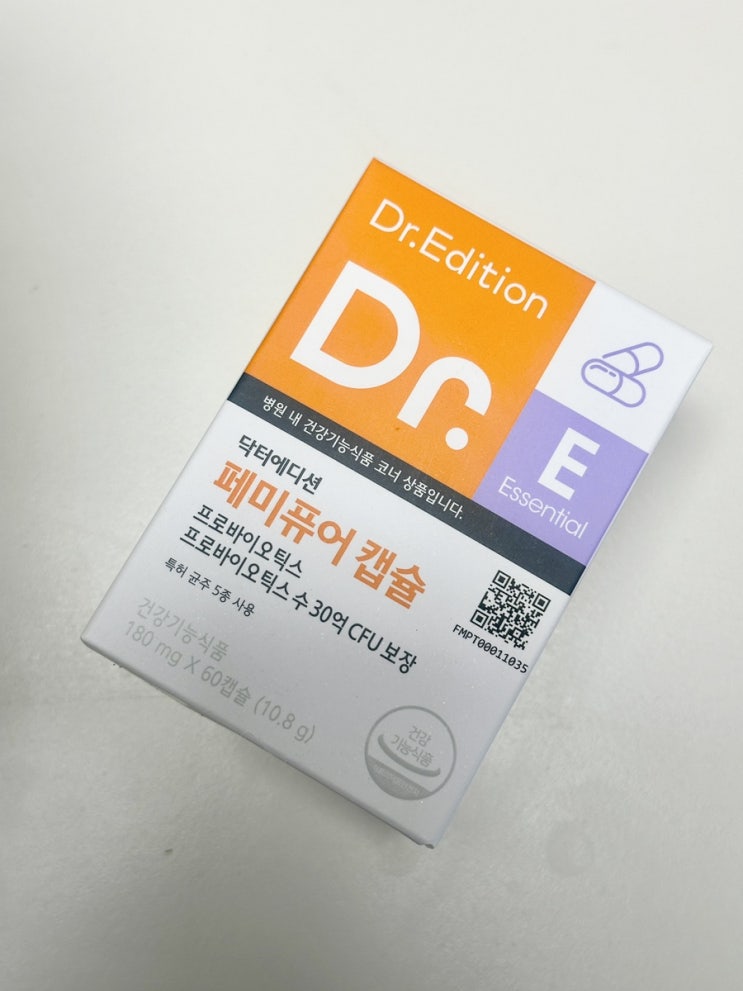 Dr.Edition
Dr.
E
Essential
병원 내 건강기능식품 코너 상품입니다.
닥터에디션
페미퓨어 캡슐
프로바이오틱스
프로바이오틱스 수 30억 CFU 보장
특허 균주 5종 사용
FMPT00011035
건강기능식품
180 mg X 60캡슐 (10.8 g)
건강
기능식품